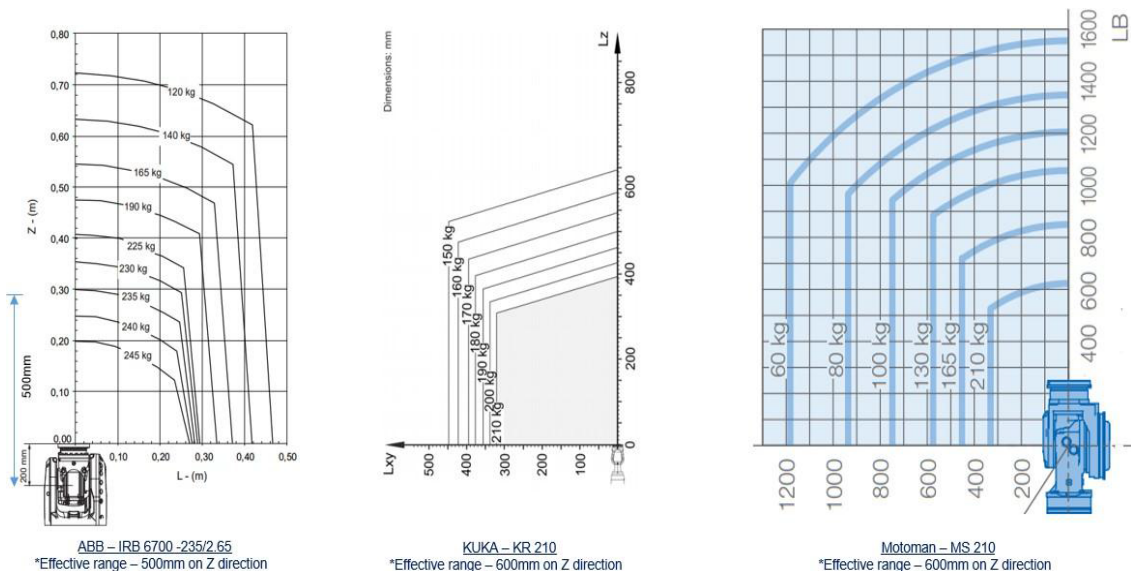 0,80
0,70
0,60
0,50
0,40
0,30
0,20
0,10
0.00
Z - (m)
120 kg
140 kg
165 kg
190 kg
225 kg
230 kg
235 kg
240 kg
245 kg
0,10 0,20 0,30 0,40 0,50
L - (m)
500mm
200 mm
ABB – IRB 6700 -235/2.65
*Effective range – 500mm on Z direction
Dimensions: mm
Lz
800
600
400
200
0
150 kg
160 kg
170 kg
180 kg
190 kg
200 kg
210 kg
Lxy
500 400 300 200 100
KUKA – KR 210
*Effective range – 600mm on Z direction
LB
1600
1400
1200
1000
800
600
400
60 kg
80 kg
100 kg
130 kg
165 kg
210 kg
1200 1000 800 600 400 200
Motoman – MS 210
*Effective range – 600mm on Z direction